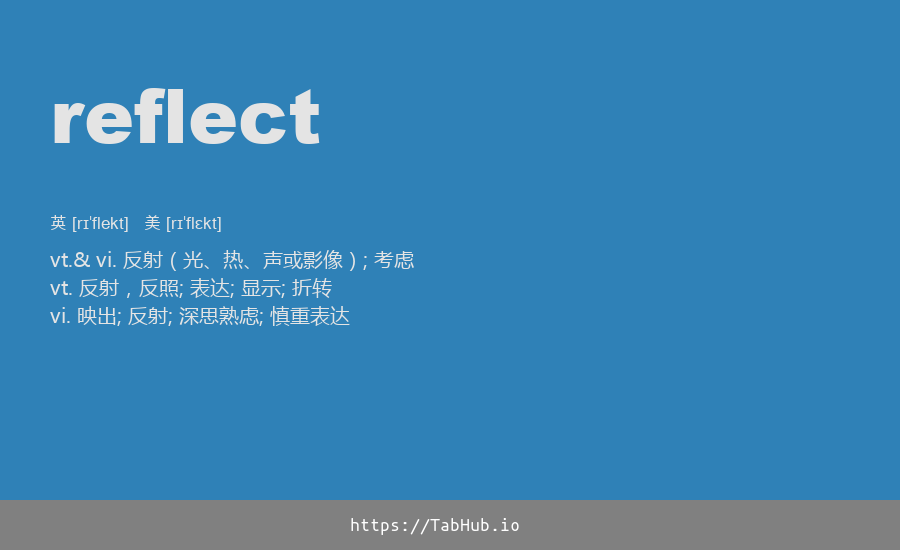 reflect
英 [rɪˈflekt]   美 [rɪˈflɛkt]
vt.& vi. 反射（光、热、声或影像）; 考虑
vt. 反射，反照; 表达; 显示; 折转
vi. 映出; 反射; 深思熟虑; 慎重表达
https://TabHub.io